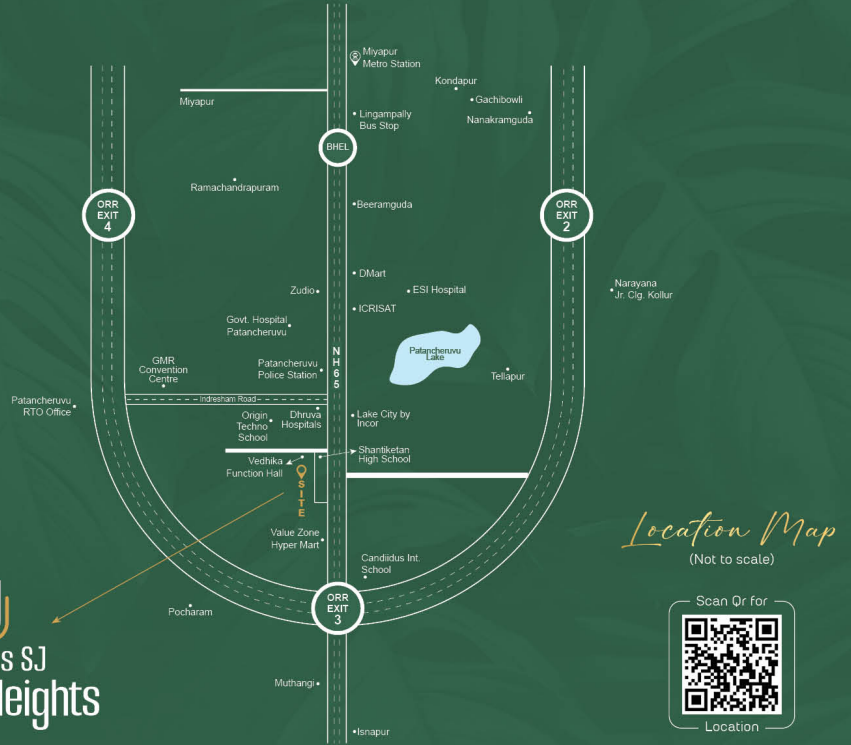 Miyapur
Metro Station
Kondapur
Gachibowli
Nanakramguda
Miyapur
Lingampally
Bus Stop
BHEL
Ramachandrapuram
ORR
EXIT
4
Beeramguda
ORR
EXIT
2
DMart
Zudio
ESI Hospital
Narayana
Jr. Clg. Kollur
ICRISAT
Govt. Hospital
Patancheruvu
NH65
Patancheruvu
Lake
GMR
Convention
Centre
Patancheruvu
Police Station
Tellapur
Patancheruvu
RTO Office
Indresham Road
Origin
Techno
School
Dhruva
Hospitals
Lake City by
Incor
Vedhika
Function Hall
Shantiketan
High School
SITE
Value Zone
Hyper Mart
Candiidus Int.
School
Location Map
(Not to scale)
Scan Qr for
Location
ORR
EXIT
3
Pocharam
s SJ
eights
Muthangi
Isnapur